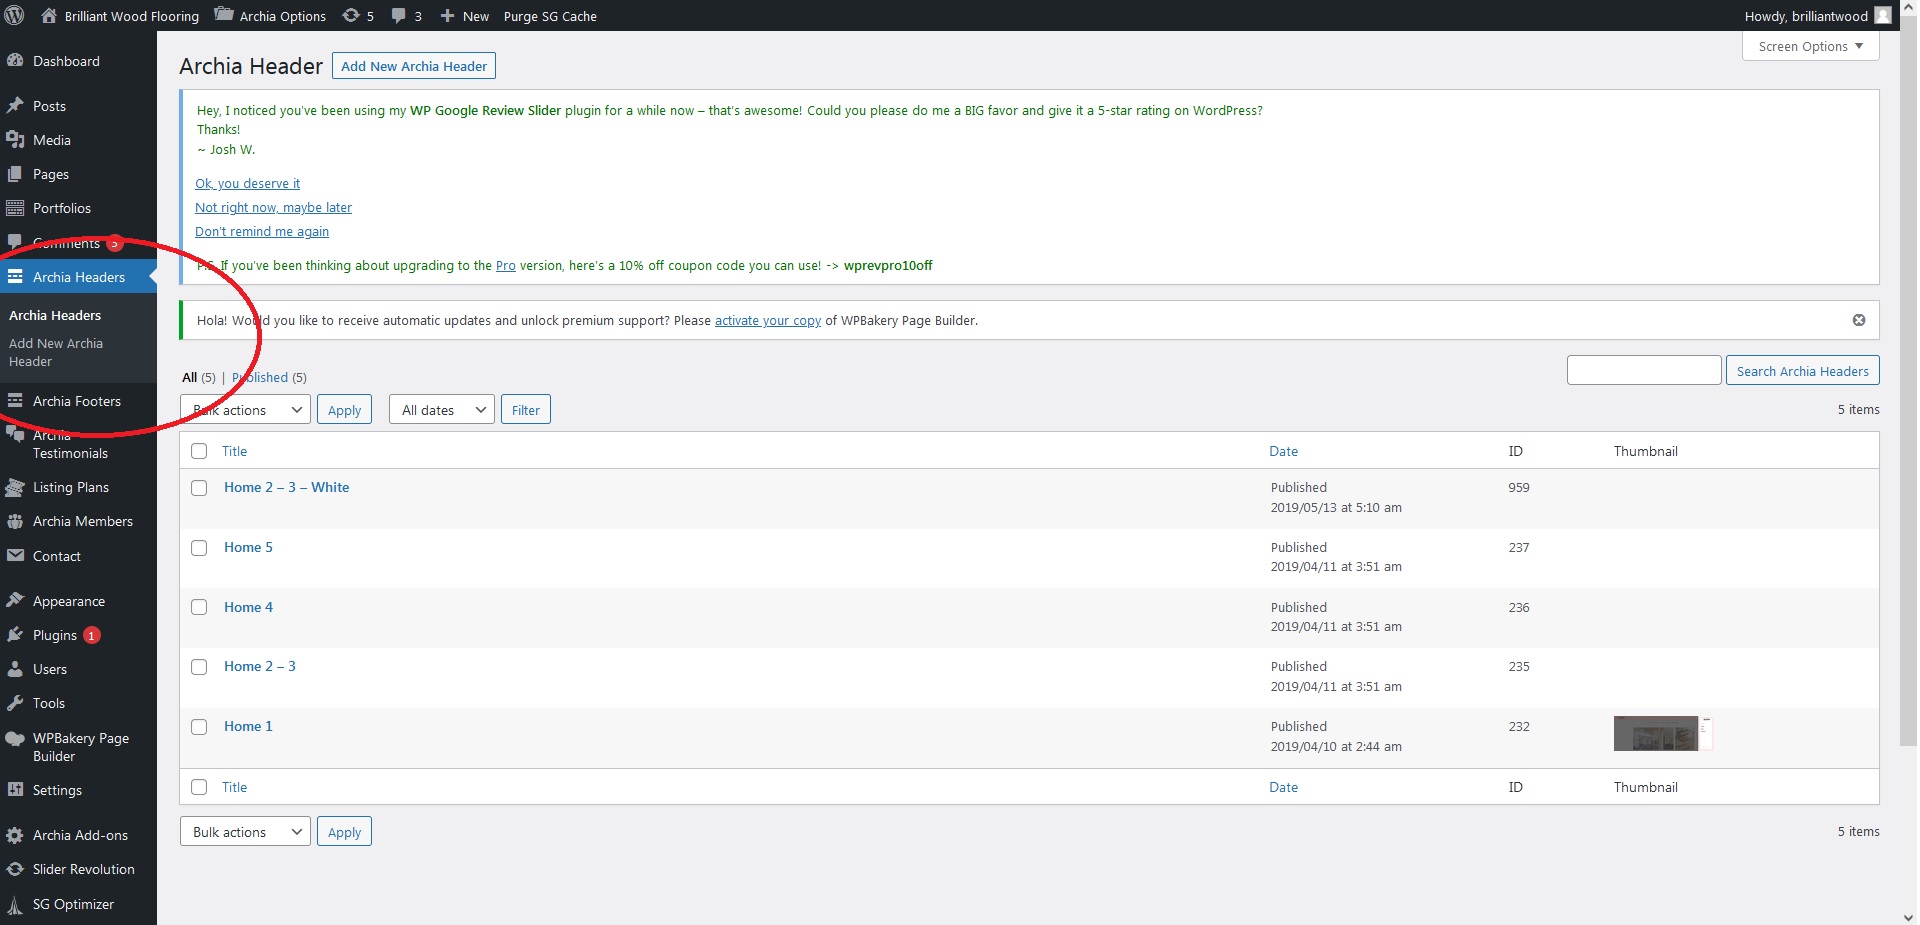 Brilliant Wood Flooring Archia Options 5 3 New Purge SG Cache Howdy, brilliantwood
Screen Options
Dashboard
Posts
Media
Pages
Portfolios
Comments 3
Archia Headers
Archia Headers
Add New Archia
Header
Archia Footers
Archia
Testimonials
Listing Plans
Archia Members
Contact
Appearance
Plugins 1
Users
Tools
WPBakery Page
Builder
Settings
Archia Add-ons
Slider Revolution
SG Optimizer
Archia Header Add New Archia Header
Hey, I noticed you've been using my WP Google Review Slider plugin for a while now – that's awesome! Could you please do me a BIG favor and give it a 5-star rating on WordPress?
Thanks!
~ Josh W.
Ok, you deserve it
Not right now, maybe later
Don't remind me again
P.S. If you've been thinking about upgrading to the Pro version, here's a 10% off coupon code you can use! -> wprevpro10off
Hola! Would you like to receive automatic updates and unlock premium support? Please activate your copy of WPBakery Page Builder.
All (5) | Published (5)
Search Archia Headers
Bulk actions Apply All dates Filter 5 items
Title Date ID Thumbnail
Home 2 – 3 – White Published 959
2019/05/13 at 5:10 am
Home 5 Published 237
2019/04/11 at 3:51 am
Home 4 Published 236
2019/04/11 at 3:51 am
Home 2 – 3 Published 235
2019/04/11 at 3:51 am
Home 1 Published 232
2019/04/10 at 2:44 am
Title Date ID Thumbnail
Bulk actions Apply 5 items